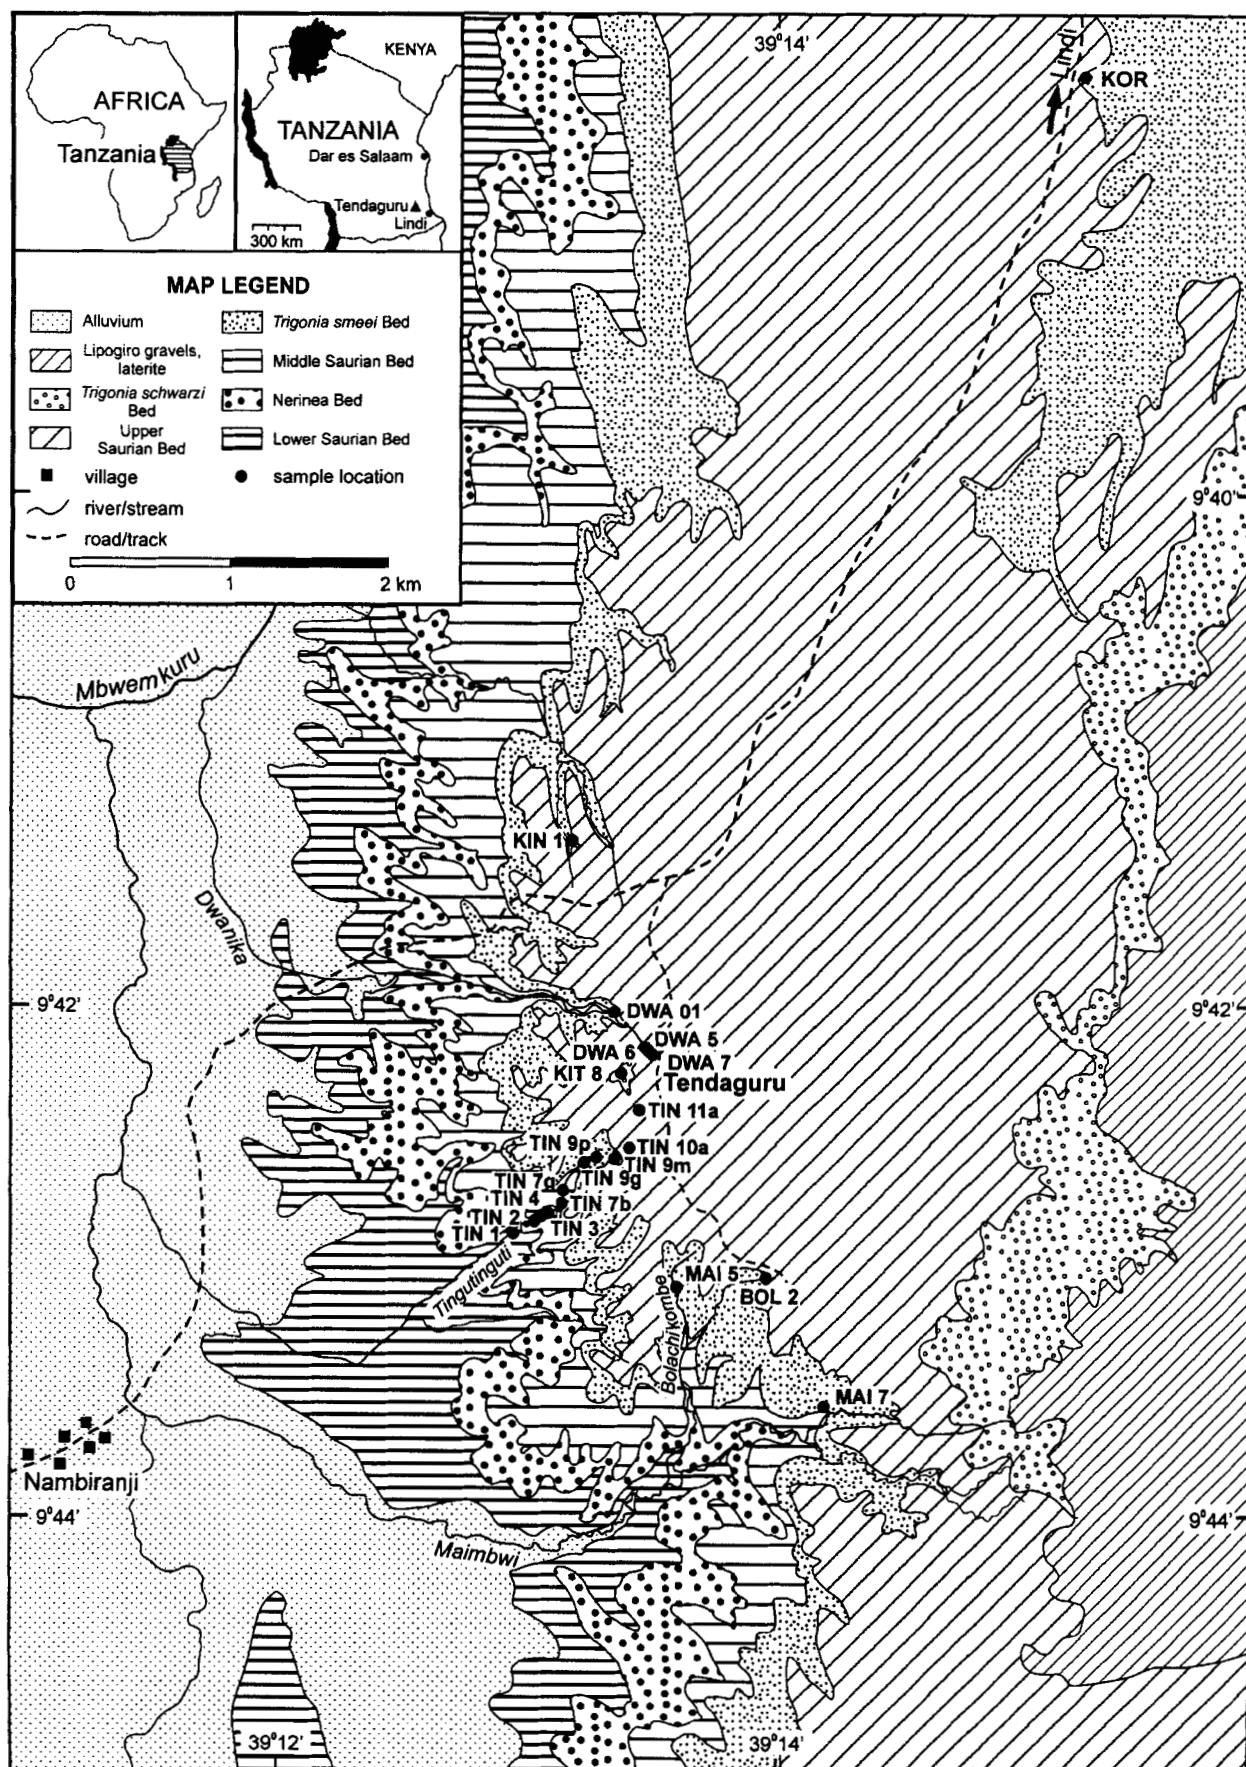 AFRICA
Tanzania
KENYA
TANZANIA
Dar es Salaam
Tendaguru
Lindi
300 km
MAP LEGEND
Alluvium
Lipogiro gravels,
laterite
Trigonia schwarzi
Bed
Upper
Saurian Bed
village
river/stream
road/track
Trigonia smeei Bed
Middle Saurian Bed
Nerinea Bed
Lower Saurian Bed
sample location
0
1
2 km
39°14'
Lindi
KOR
9°40'
Mbwemkuru
KIN 1
Dwanika
9°42'
9°42'
DWA 01
DWA 5
DWA 6
DWA 7
KIT 8
Tendaguru
TIN 11a
TIN 9p
TIN 10a
TIN 9m
TIN 7g
TIN 9g
TIN 4
TIN 7b
TIN 2
TIN 3
TIN 1
Tingutinguti
MAI 5
BOL 2
Bolachikombe
MAI 7
Nambiranji
9°44'
9°44'
Maimbwi
39°12'
39°14'